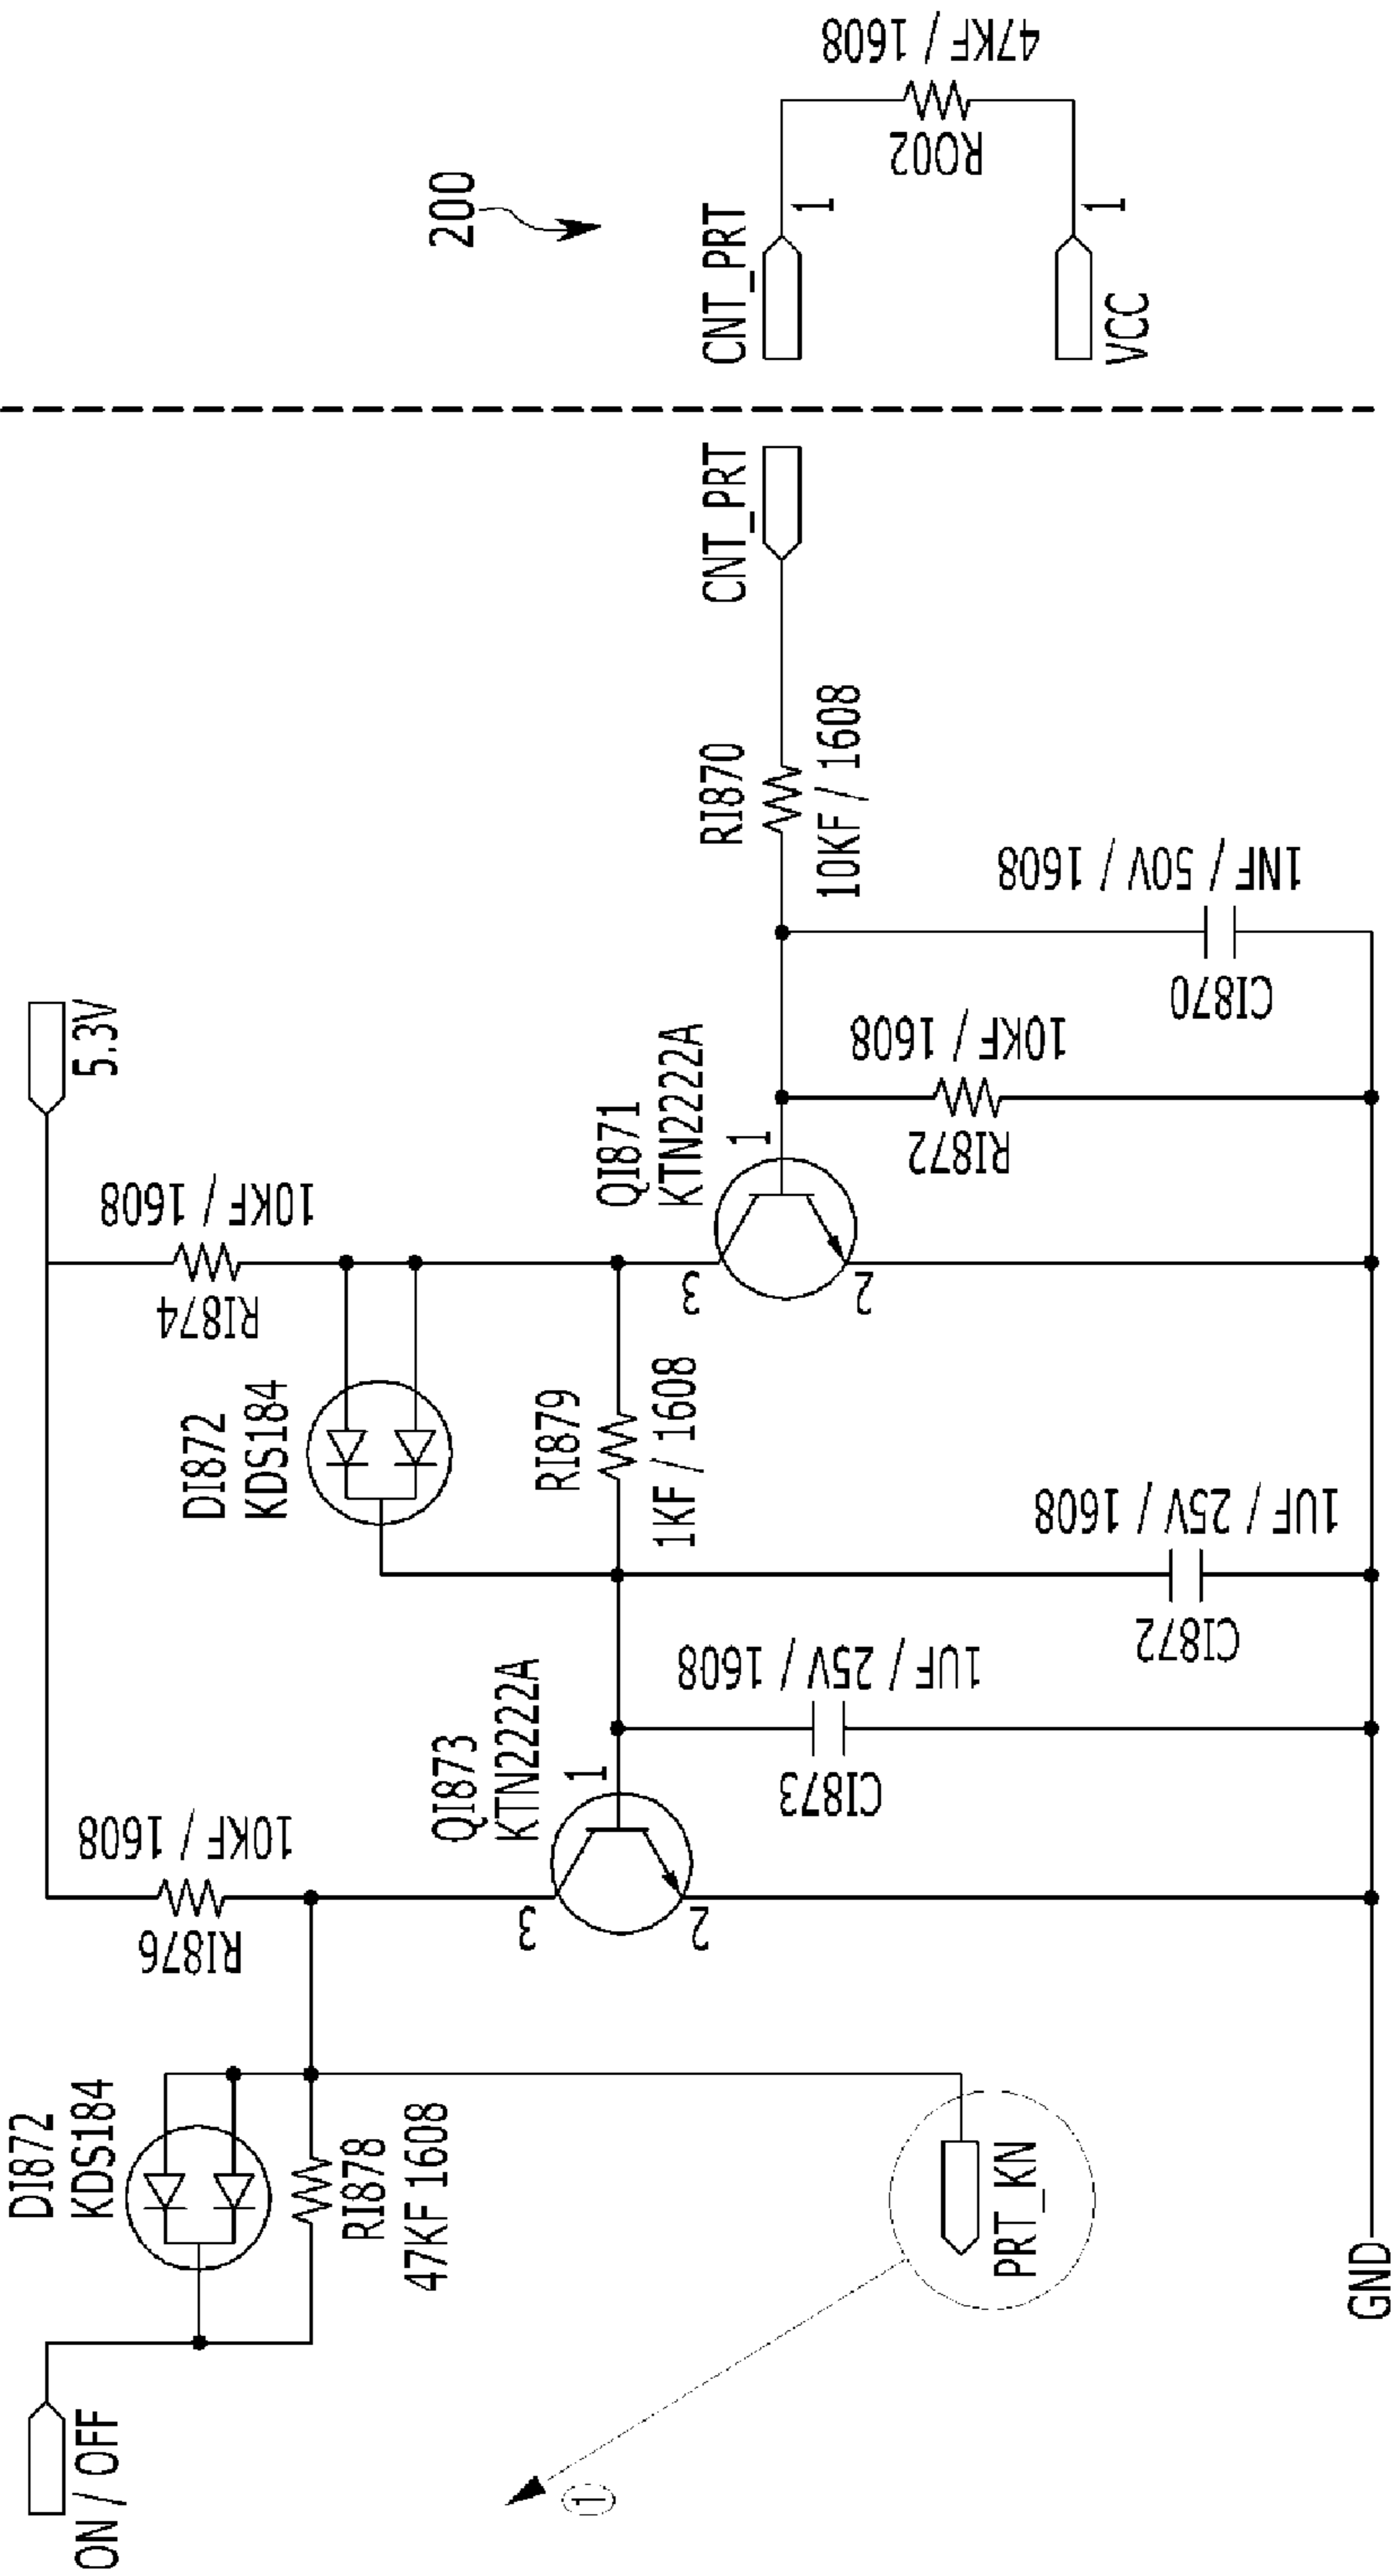 ON / OFF
DI872
KDS184
RI878
47KF 1608
PRT_KN
1
GND
RI876
10KF / 1608
3
QI873
KTN2222A
1
2
CI873
1UF / 25V / 1608
DI872
KDS184
RI879
1KF / 1608
CI872
1UF / 25V / 1608
5.3V
RI874
10KF / 1608
3
QI871
KTN2222A
1
2
RI872
10KF / 1608
CI870
1NF / 50V / 1608
RI870
10KF / 1608
CNT_PRT
200
CNT_PRT
1
RO02
47KF / 1608
VCC
1